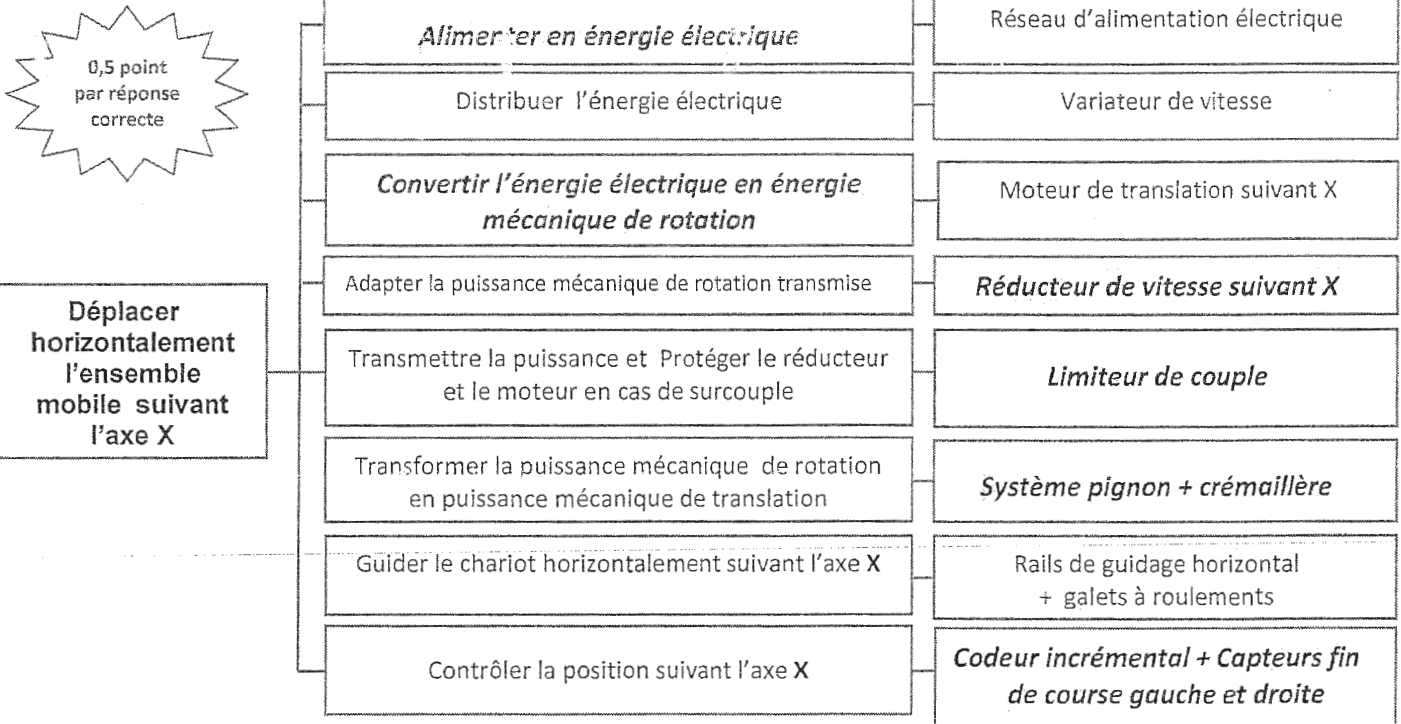 0,5 point
par réponse
correcte
Déplacer
horizontalement
l'ensemble
mobile suivant
l'axe X
Alimenter en énergie électrique
Réseau d'alimentation électrique
Distribuer l'énergie électrique
Variateur de vitesse
Convertir l'énergie électrique en énergie
mécanique de rotation
Moteur de translation suivant X
Adapter la puissance mécanique de rotation transmise
Réducteur de vitesse suivant X
Transmettre la puissance et Protéger le réducteur
et le moteur en cas de surcouple
Limiteur de couple
Transformer la puissance mécanique de rotation
en puissance mécanique de translation
Système pignon + crémaillère
Guider le chariot horizontalement suivant l'axe X
Rails de guidage horizontal
+ galets à roulements
Contrôler la position suivant l'axe X
Codeur incrémental + Capteurs fin
de course gauche et droite